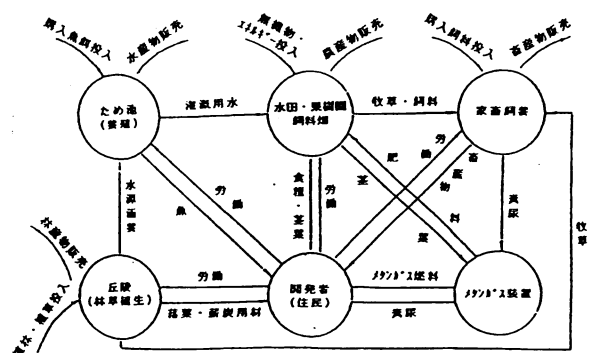 購入魚餌投入
水産物販売
無機物・
エネルギー投入
農産物販売
購入飼料投入
畜産物販売
ため池
(養殖)
灌漑用水
水田・果樹園
飼料畑
牧草・飼料
家畜飼養
水源涵養
魚
労働
食糧・茎葉
労働
茎葉
肥料
労働
畜産物
糞尿
牧草
林産物販売
丘陵
(林草植生)
労働
茎葉・薪炭用材
開発者
(住民)
メタンガス燃料
糞尿
メタンガス装置